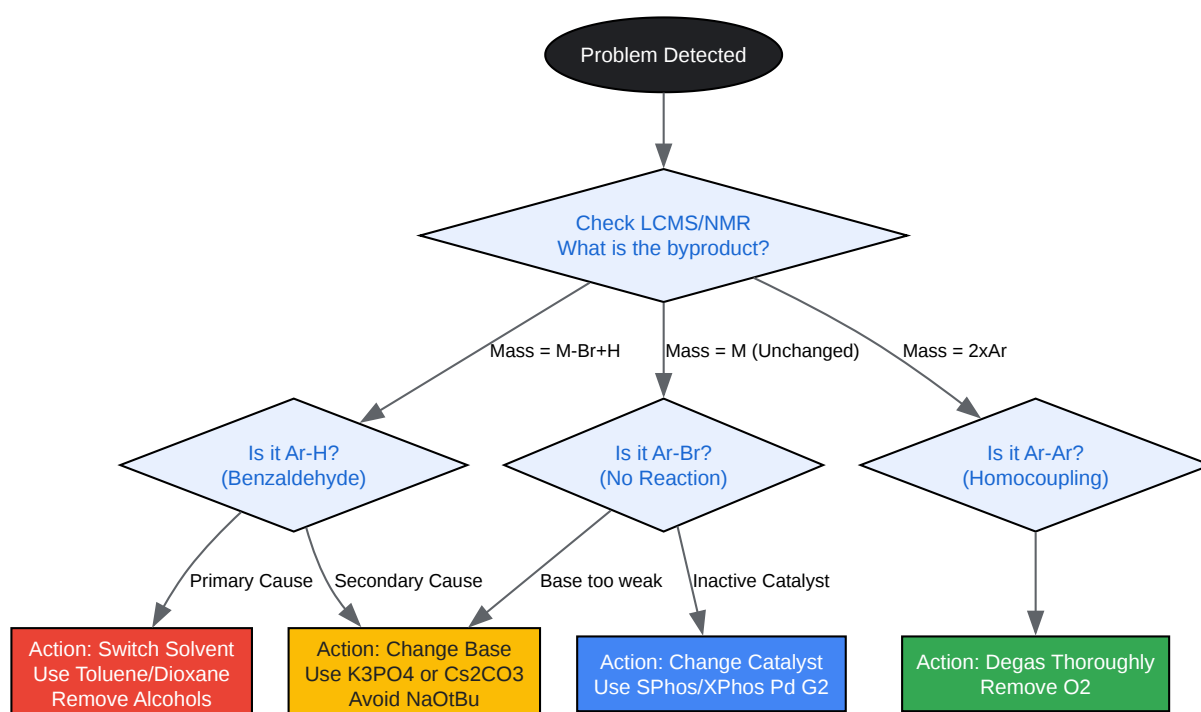 Problem Detected
Check LCMS/NMR
What is the byproduct?
Mass = M-Br+H
Mass = M (Unchanged)
Mass = 2xAr
Is it Ar-H?
(Benzaldehyde)
Is it Ar-Br?
(No Reaction)
Is it Ar-Ar?
(Homocoupling)
Primary Cause
Secondary Cause
Base too weak
Inactive Catalyst
Action: Switch Solvent
Use Toluene/Dioxane
Remove Alcohols
Action: Change Base
Use K3PO4 or Cs2CO3
Avoid NaOtBu
Action: Change Catalyst
Use SPhos/XPhos Pd G2
Action: Degas Thoroughly
Remove O2